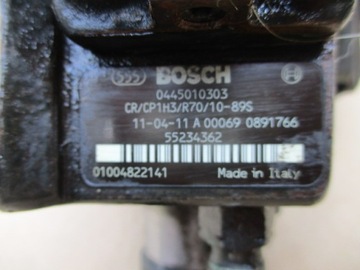 BOSCH
0445010303
CR/CP1H3/R70/10-89S
11-04-11 A 00069 0891766
55234362
01004822141 Made in Italy